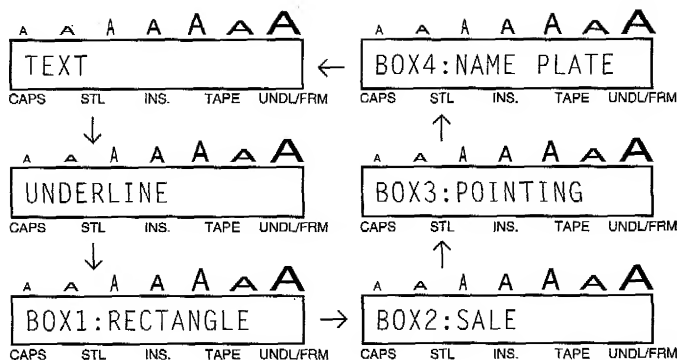 A A A A A A A
TEXT
CAPS STL INS. TAPE UNDL/FRM
A A A A A A A
BOX4:NAME PLATE
CAPS STL INS. TAPE UNDL/FRM
A A A A A A A
UNDERLINE
CAPS STL INS. TAPE UNDL/FRM
A A A A A A A
BOX3:POINTING
CAPS STL INS. TAPE UNDL/FRM
A A A A A A A
BOX1:RECTANGLE
CAPS STL INS. TAPE UNDL/FRM
A A A A A A A
BOX2:SALE
CAPS STL INS. TAPE UNDL/FRM